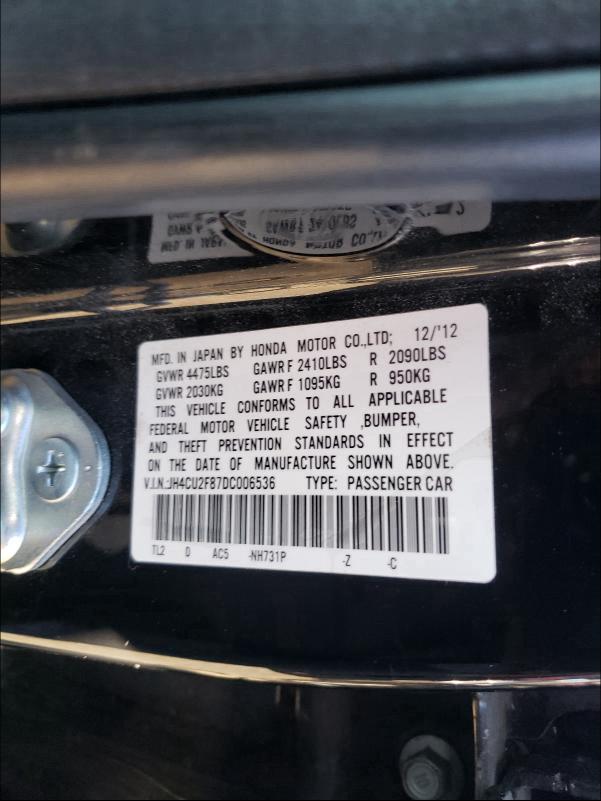 MFD. IN JAPAN BY HONDA MOTOR CO.,LTD; 12/'12
GVWR 4475LBS GAWR F 2410LBS R 2090LBS
GVWR 2030KG GAWR F 1095KG R 950KG
THIS VEHICLE CONFORMS TO ALL APPLICABLE
FEDERAL MOTOR VEHICLE SAFETY ,BUMPER,
AND THEFT PREVENTION STANDARDS IN EFFECT
ON THE DATE OF MANUFACTURE SHOWN ABOVE.
V.I.N.:JH4CU2F87DC006536 TYPE: PASSENGER CAR
TL2 D AC5 -NH731P -Z -C